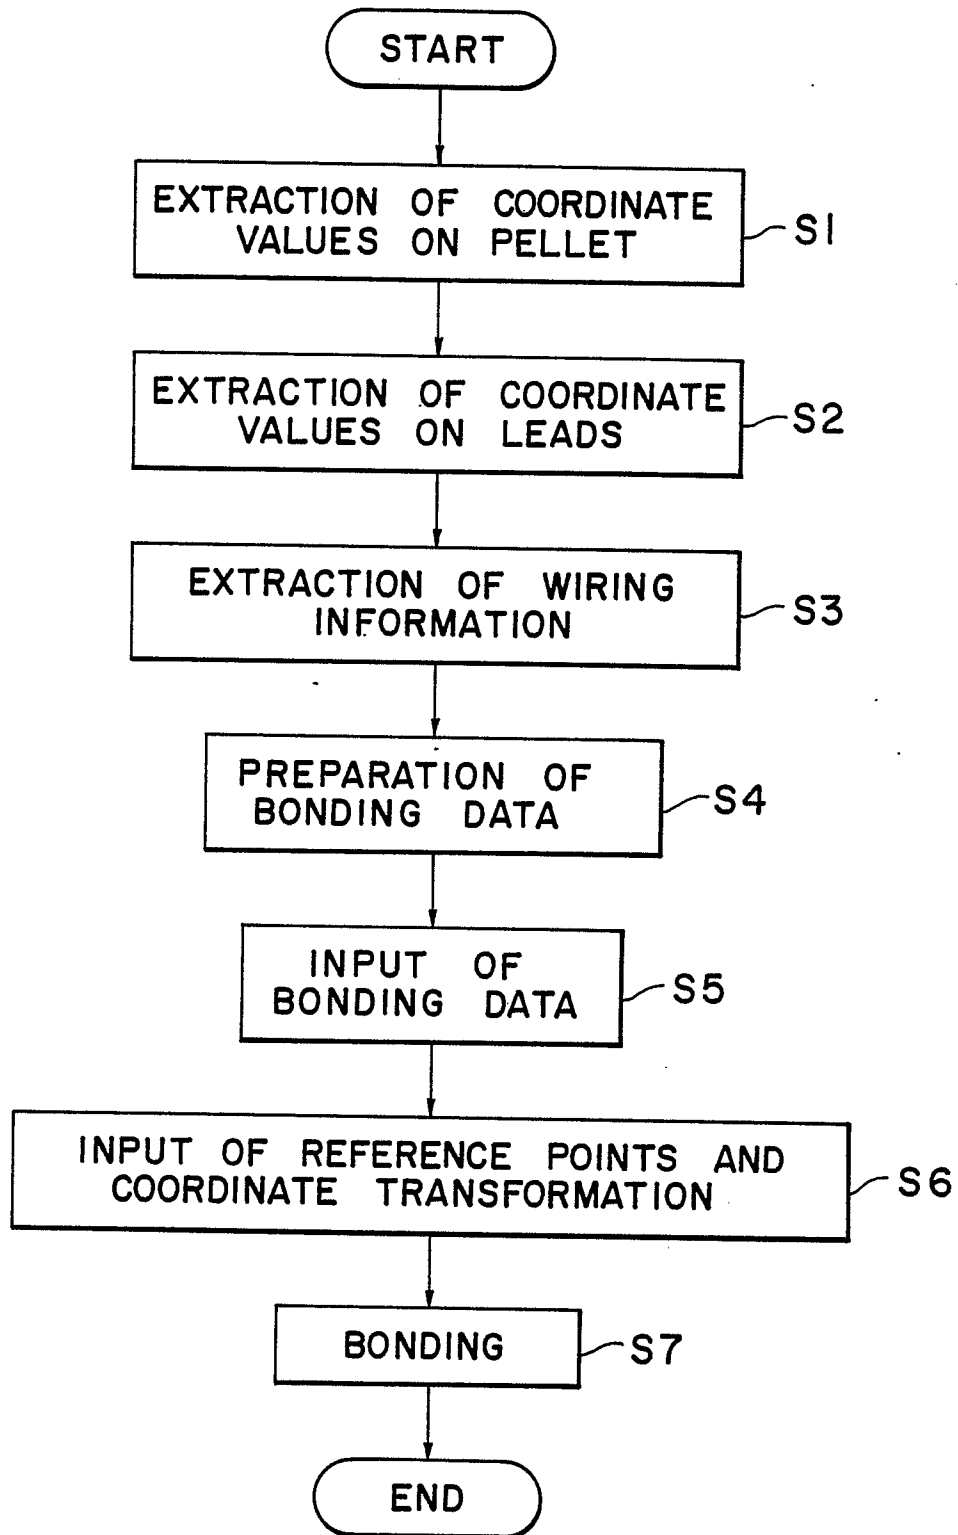 START
EXTRACTION OF COORDINATE
VALUES ON PELLET
S1
EXTRACTION OF COORDINATE
VALUES ON LEADS
S2
EXTRACTION OF WIRING
INFORMATION
S3
PREPARATION OF
BONDING DATA
S4
INPUT OF
BONDING DATA
S5
INPUT OF REFERENCE POINTS AND
COORDINATE TRANSFORMATION
S6
BONDING
S7
END